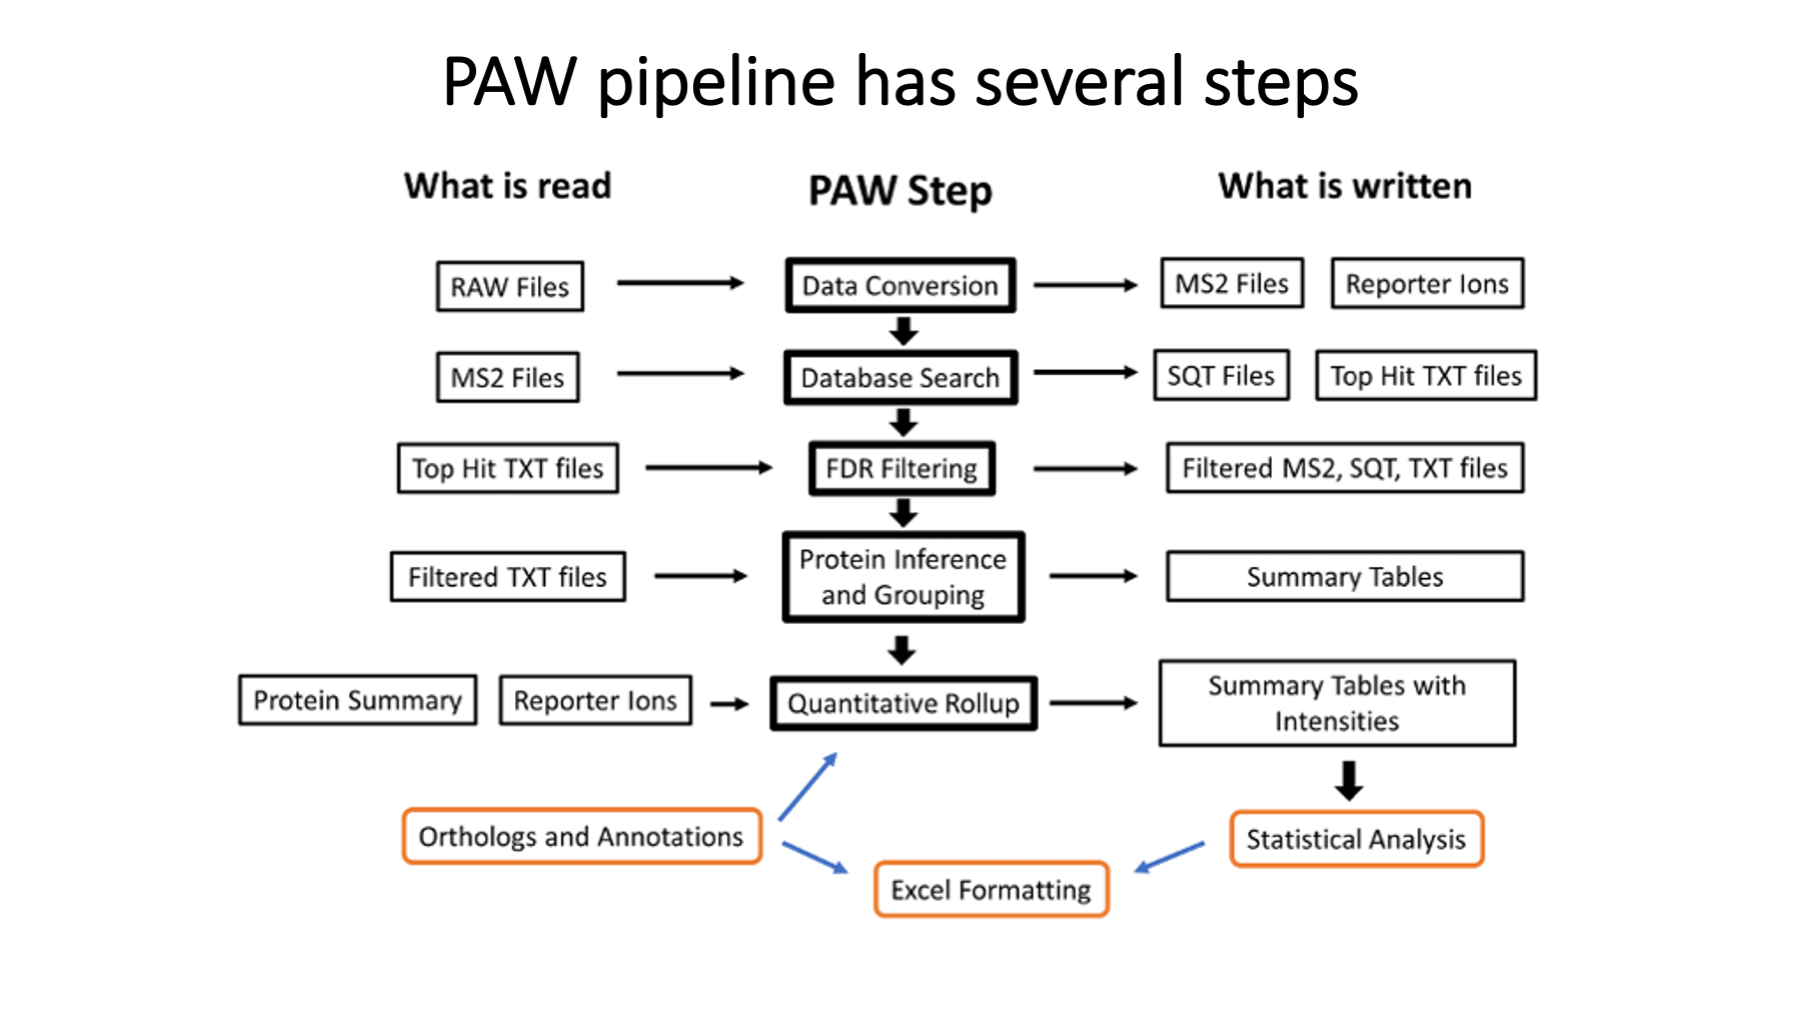 PAW pipeline has several steps
What is read
PAW Step
What is written
RAW Files
Data Conversion
MS2 Files
Reporter Ions
MS2 Files
Database Search
SQT Files
Top Hit TXT files
Top Hit TXT files
FDR Filtering
Filtered MS2, SQT, TXT files
Filtered TXT files
Protein Inference
and Grouping
Summary Tables
Protein Summary
Reporter Ions
Quantitative Rollup
Summary Tables with
Intensities
Orthologs and Annotations
Statistical Analysis
Excel Formatting